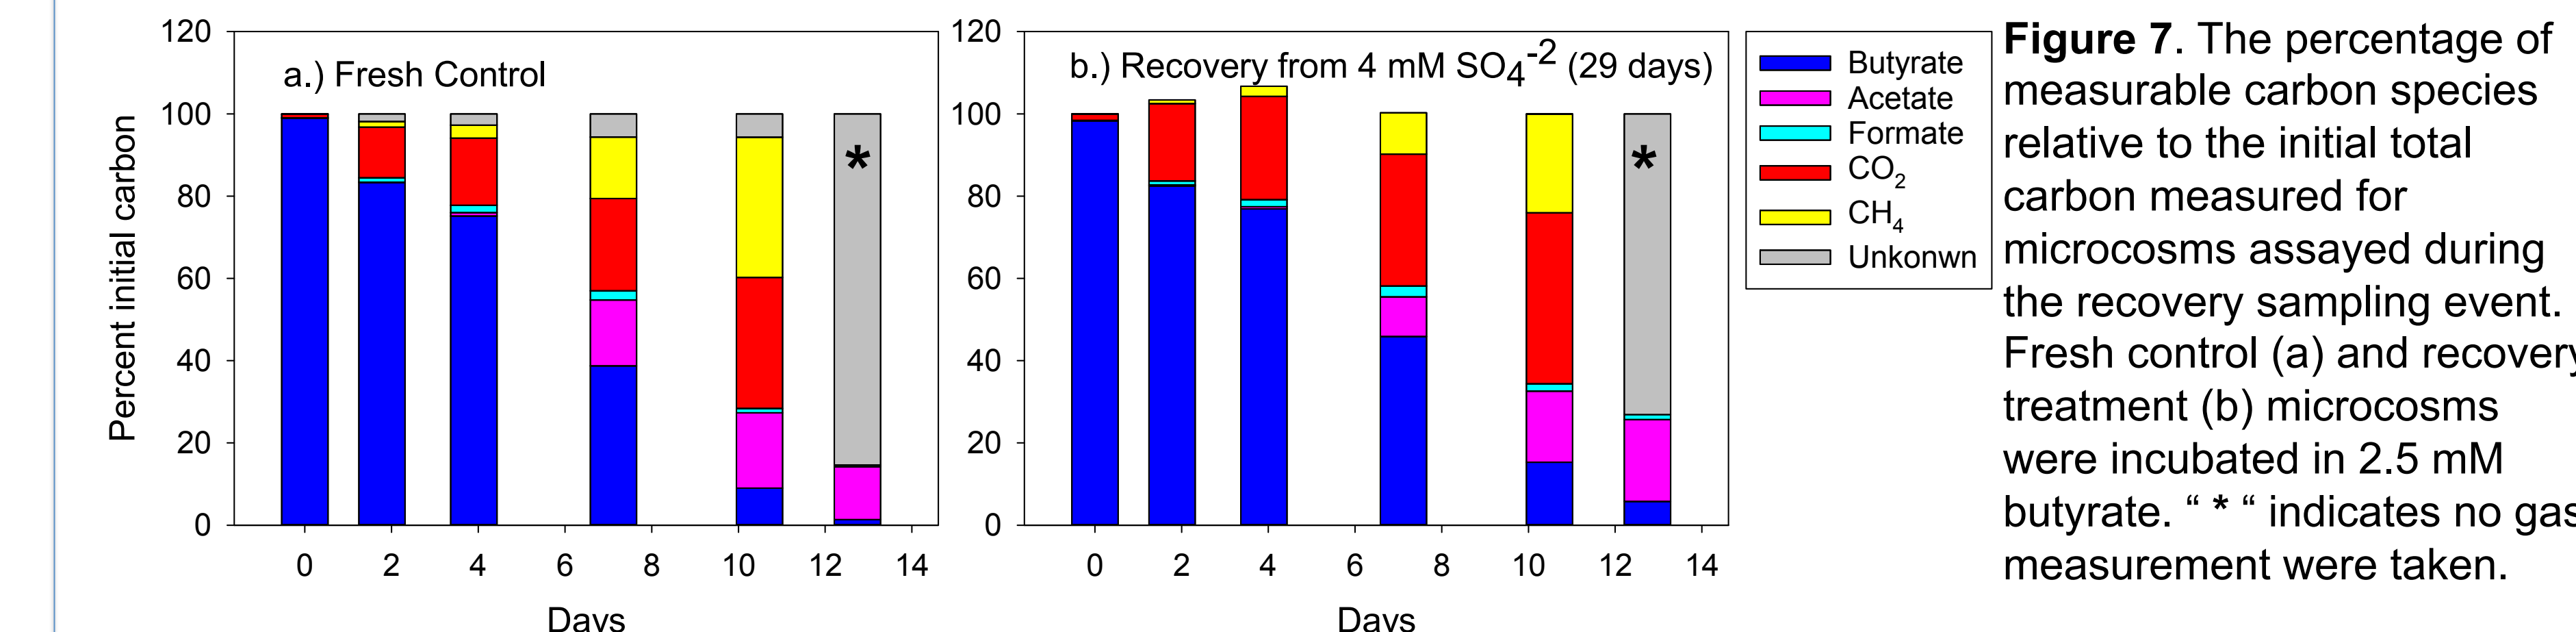 a.) Fresh Control
Percent initial carbon
120
100
80
60
40
20
0
*
0 2 4 6 8 10 12 14
Days
b.) Recovery from 4 mM SO4-2 (29 days)
120
100
80
60
40
20
0
*
0 2 4 6 8 10 12 14
Days
Butyrate
Acetate
Formate
CO2
CH4
Unkonwn
Figure 7. The percentage of
measurable carbon species
relative to the initial total
carbon measured for
microcosms assayed during
the recovery sampling event.
Fresh control (a) and recovery
treatment (b) microcosms
were incubated in 2.5 mM
butyrate. “ * “ indicates no gas
measurement were taken.